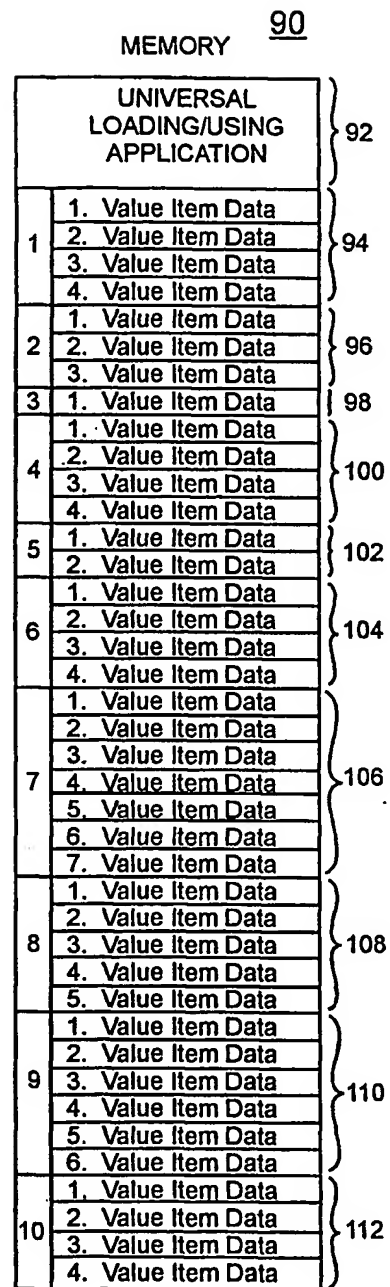 90
MEMORY
UNIVERSAL
LOADING/USING
APPLICATION
92
1
1. Value Item Data
2. Value Item Data
3. Value Item Data
4. Value Item Data
94
2
1. Value Item Data
2. Value Item Data
3. Value Item Data
96
3
1. Value Item Data
98
4
1. Value Item Data
2. Value Item Data
3. Value Item Data
4. Value Item Data
100
5
1. Value Item Data
2. Value Item Data
102
6
1. Value Item Data
2. Value Item Data
3. Value Item Data
4. Value Item Data
104
7
1. Value Item Data
2. Value Item Data
3. Value Item Data
4. Value Item Data
5. Value Item Data
6. Value Item Data
7. Value Item Data
106
8
1. Value Item Data
2. Value Item Data
3. Value Item Data
4. Value Item Data
5. Value Item Data
108
9
1. Value Item Data
2. Value Item Data
3. Value Item Data
4. Value Item Data
5. Value Item Data
6. Value Item Data
110
10
1. Value Item Data
2. Value Item Data
3. Value Item Data
4. Value Item Data
112